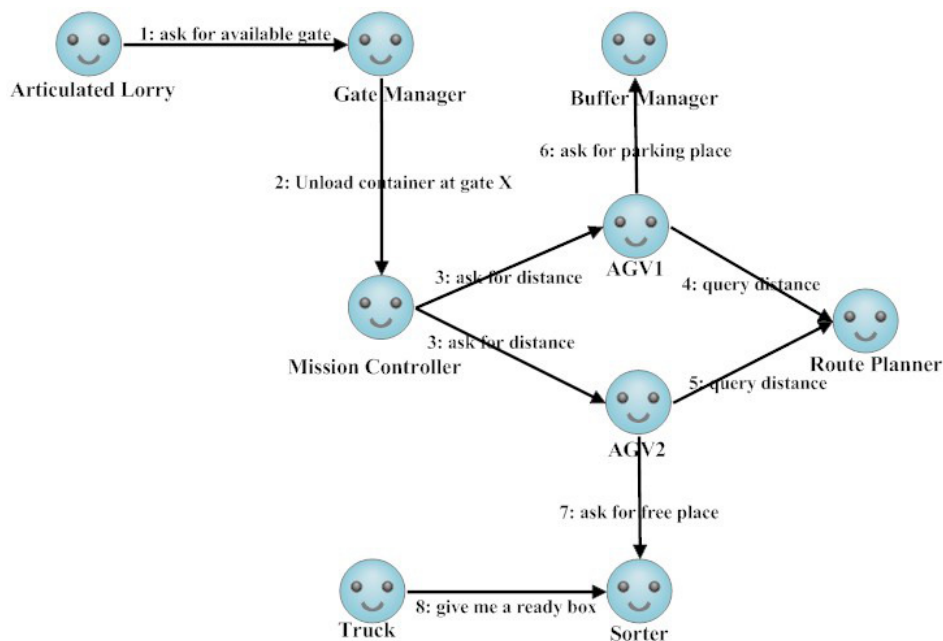 1: ask for available gate
Articulated Lorry
Gate Manager
Buffer Manager
6: ask for parking place
2: Unload container at gate X
AGV1
3: ask for distance
4: query distance
3: ask for distance
Mission Controller
Route Planner
5: query distance
AGV2
7: ask for free place
8: give me a ready box
Truck
Sorter